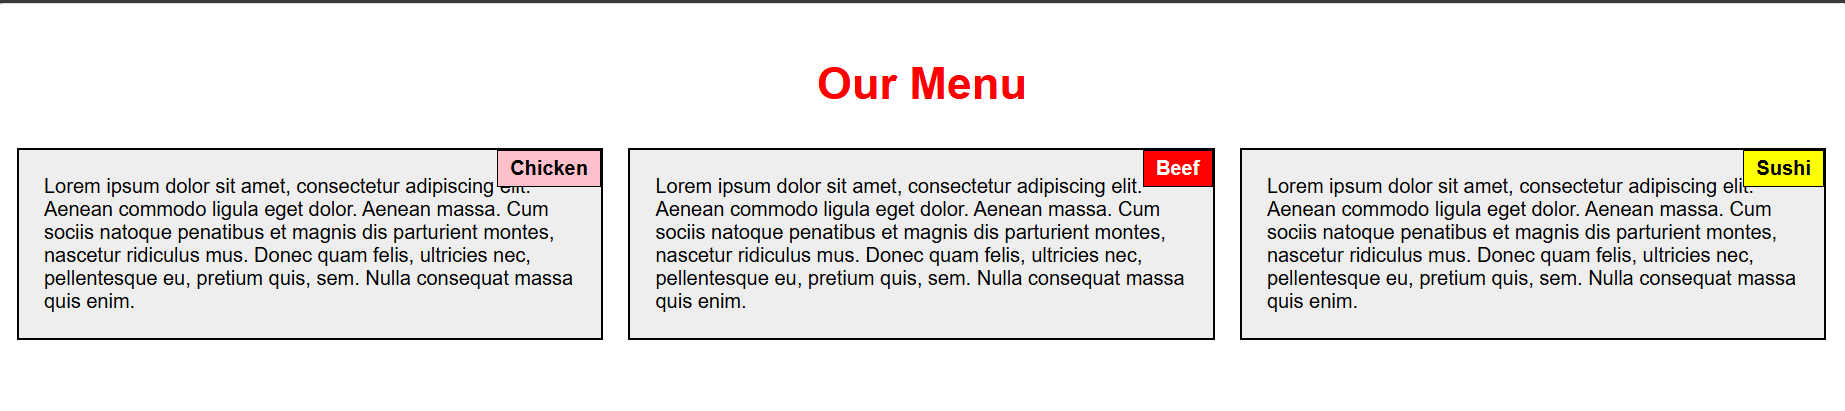 Our Menu
Chicken
Lorem ipsum dolor sit amet, consectetur adipiscing elit.
Aenean commodo ligula eget dolor. Aenean massa. Cum
sociis natoque penatibus et magnis dis parturient montes,
nascetur ridiculus mus. Donec quam felis, ultricies nec,
pellentesque eu, pretium quis, sem. Nulla consequat massa
quis enim.
Beef
Lorem ipsum dolor sit amet, consectetur adipiscing elit.
Aenean commodo ligula eget dolor. Aenean massa. Cum
sociis natoque penatibus et magnis dis parturient montes,
nascetur ridiculus mus. Donec quam felis, ultricies nec,
pellentesque eu, pretium quis, sem. Nulla consequat massa
quis enim.
Sushi
Lorem ipsum dolor sit amet, consectetur adipiscing elit.
Aenean commodo ligula eget dolor. Aenean massa. Cum
sociis natoque penatibus et magnis dis parturient montes,
nascetur ridiculus mus. Donec quam felis, ultricies nec,
pellentesque eu, pretium quis, sem. Nulla consequat massa
quis enim.